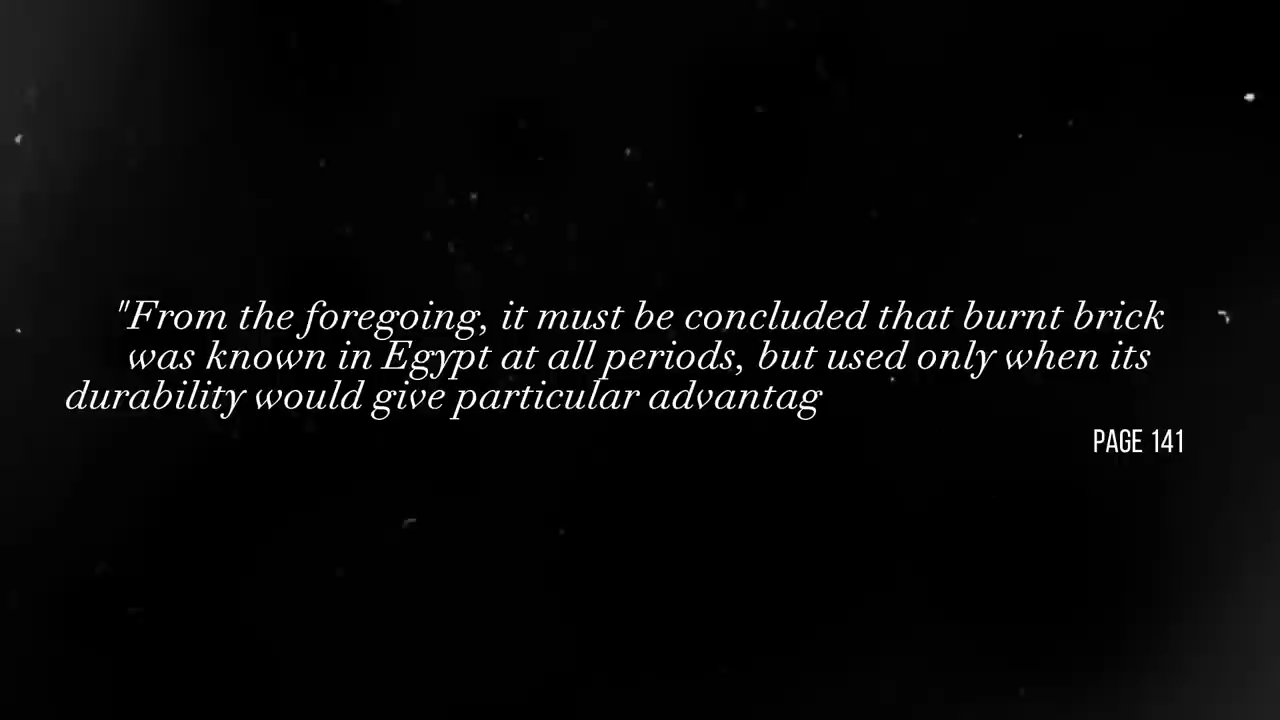 "From the foregoing, it must be concluded that burnt brick
was known in Egypt at all periods, but used only when its
durability would give particular advantag
PAGE 141